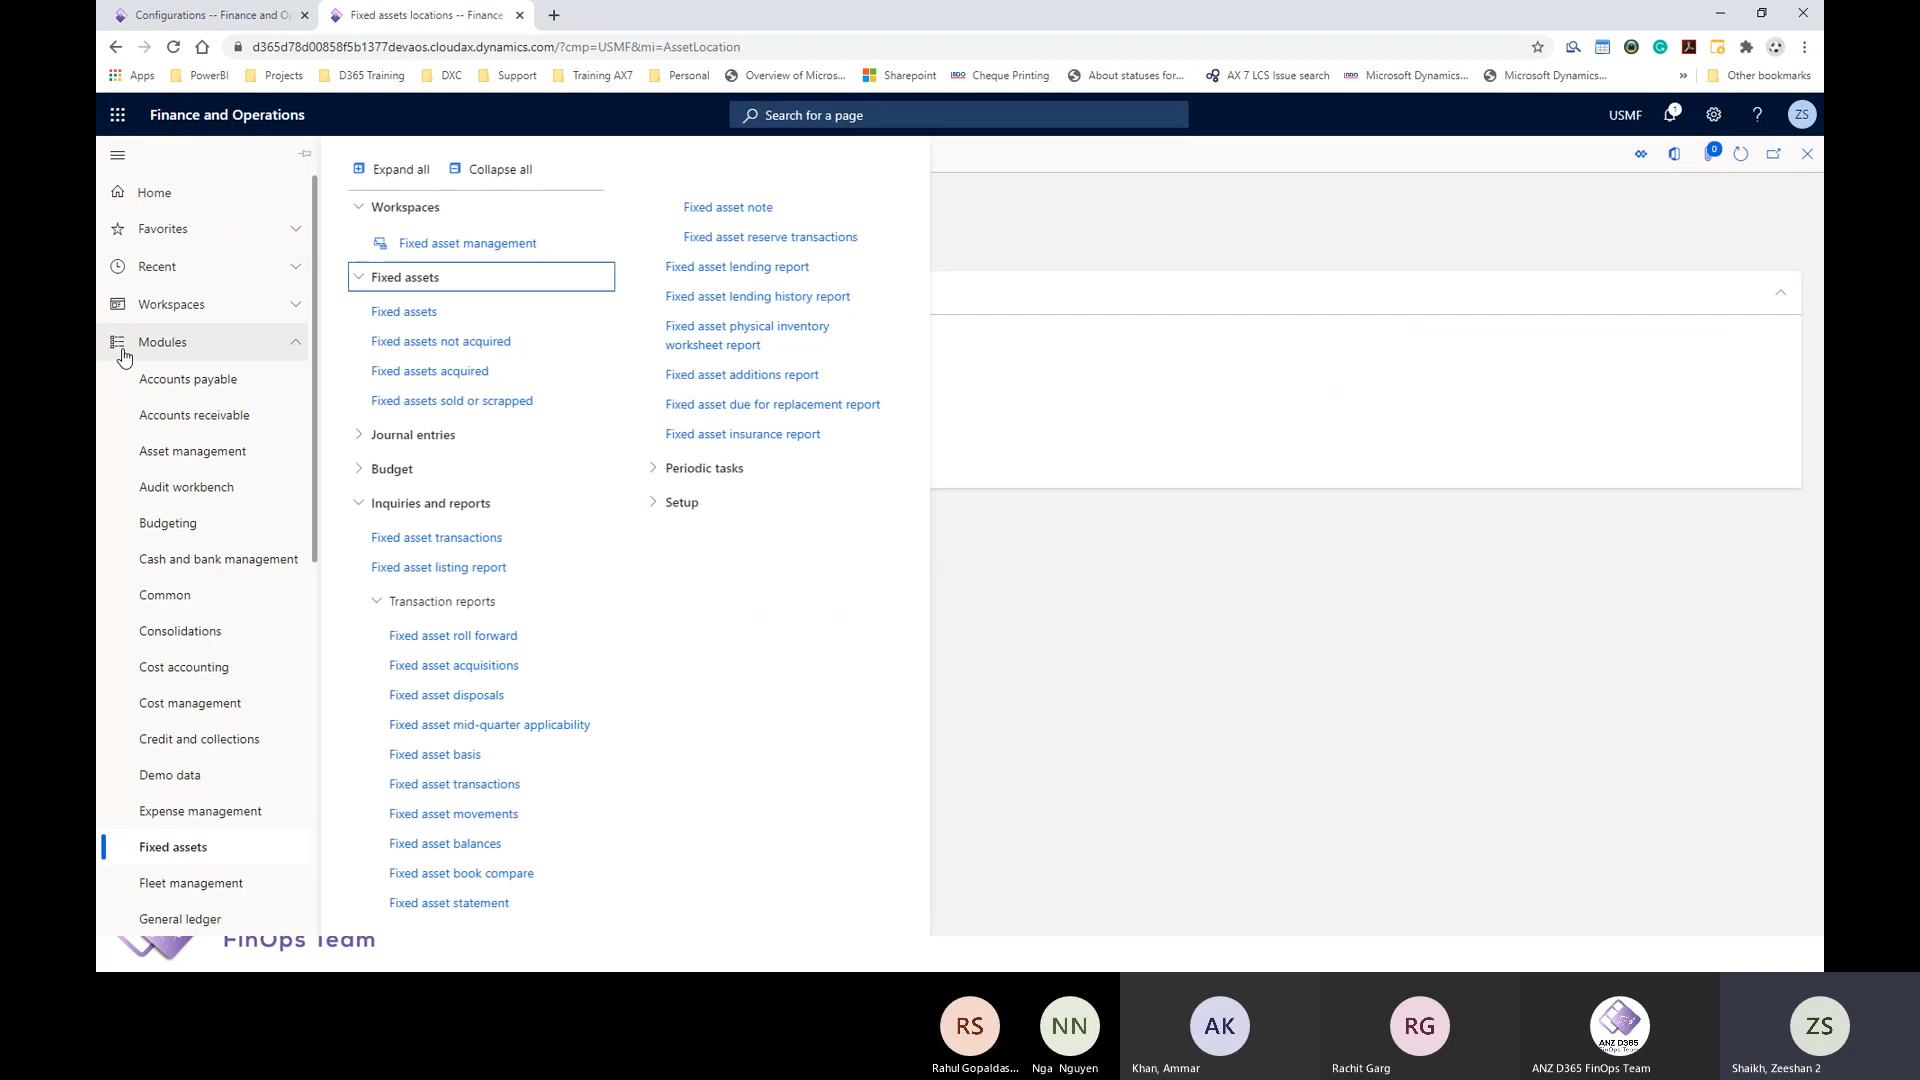 Configurations -- Finance and Op
Fixed assets locations -- Finance
d365d78d00858f5b1377devaos.cloudax.dynamics.com/?cmp=USMF&mi=AssetLocation
Apps
PowerBI
Projects
D365 Training
DXC
Support
Training AX7
Personal
Overview of Micros...
Sharepoint
BDO
Cheque Printing
About statuses for...
AX 7 LCS Issue search
Microsoft Dynamics...
Microsoft Dynamics...
»
Other bookmarks
Finance and Operations
Search for a page
USMF
1
?
ZS
Expand all
Collapse all
0
Home
Favorites
Recent
Workspaces
Modules
Accounts payable
Accounts receivable
Asset management
Audit workbench
Budgeting
Cash and bank management
Common
Consolidations
Cost accounting
Cost management
Credit and collections
Demo data
Expense management
Fixed assets
Fleet management
General ledger
Workspaces
Fixed asset management
Fixed assets
Fixed assets
Fixed assets not acquired
Fixed assets acquired
Fixed assets sold or scrapped
Journal entries
Budget
Inquiries and reports
Fixed asset transactions
Fixed asset listing report
Transaction reports
Fixed asset roll forward
Fixed asset acquisitions
Fixed asset disposals
Fixed asset mid-quarter applicability
Fixed asset basis
Fixed asset transactions
Fixed asset movements
Fixed asset balances
Fixed asset book compare
Fixed asset statement
Fixed asset note
Fixed asset reserve transactions
Fixed asset lending report
Fixed asset lending history report
Fixed asset physical inventory
worksheet report
Fixed asset additions report
Fixed asset due for replacement report
Fixed asset insurance report
Periodic tasks
Setup
FinOps Team
RS
NN
AK
RG
ANZ D365
FinOps Team
ZS
Rahul Gopaldas...
Nga Nguyen
Khan, Ammar
Rachit Garg
ANZ D365 FinOps Team
Shaikh, Zeeshan 2